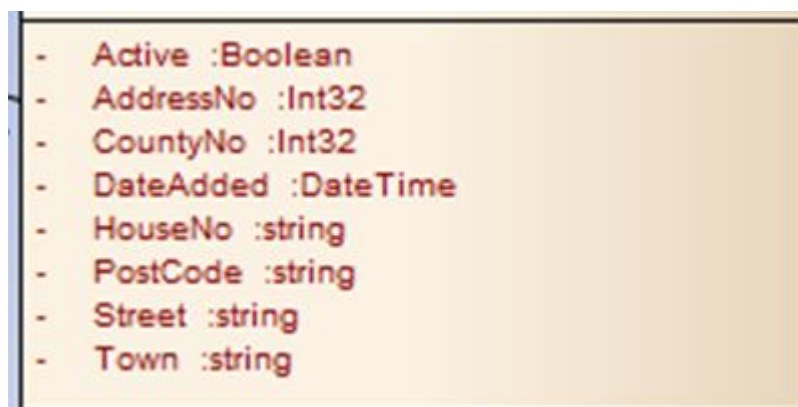 - Active :Boolean
- AddressNo :Int32
- CountyNo :Int32
- DateAdded :DateTime
- HouseNo :string
- PostCode :string
- Street :string
- Town :string